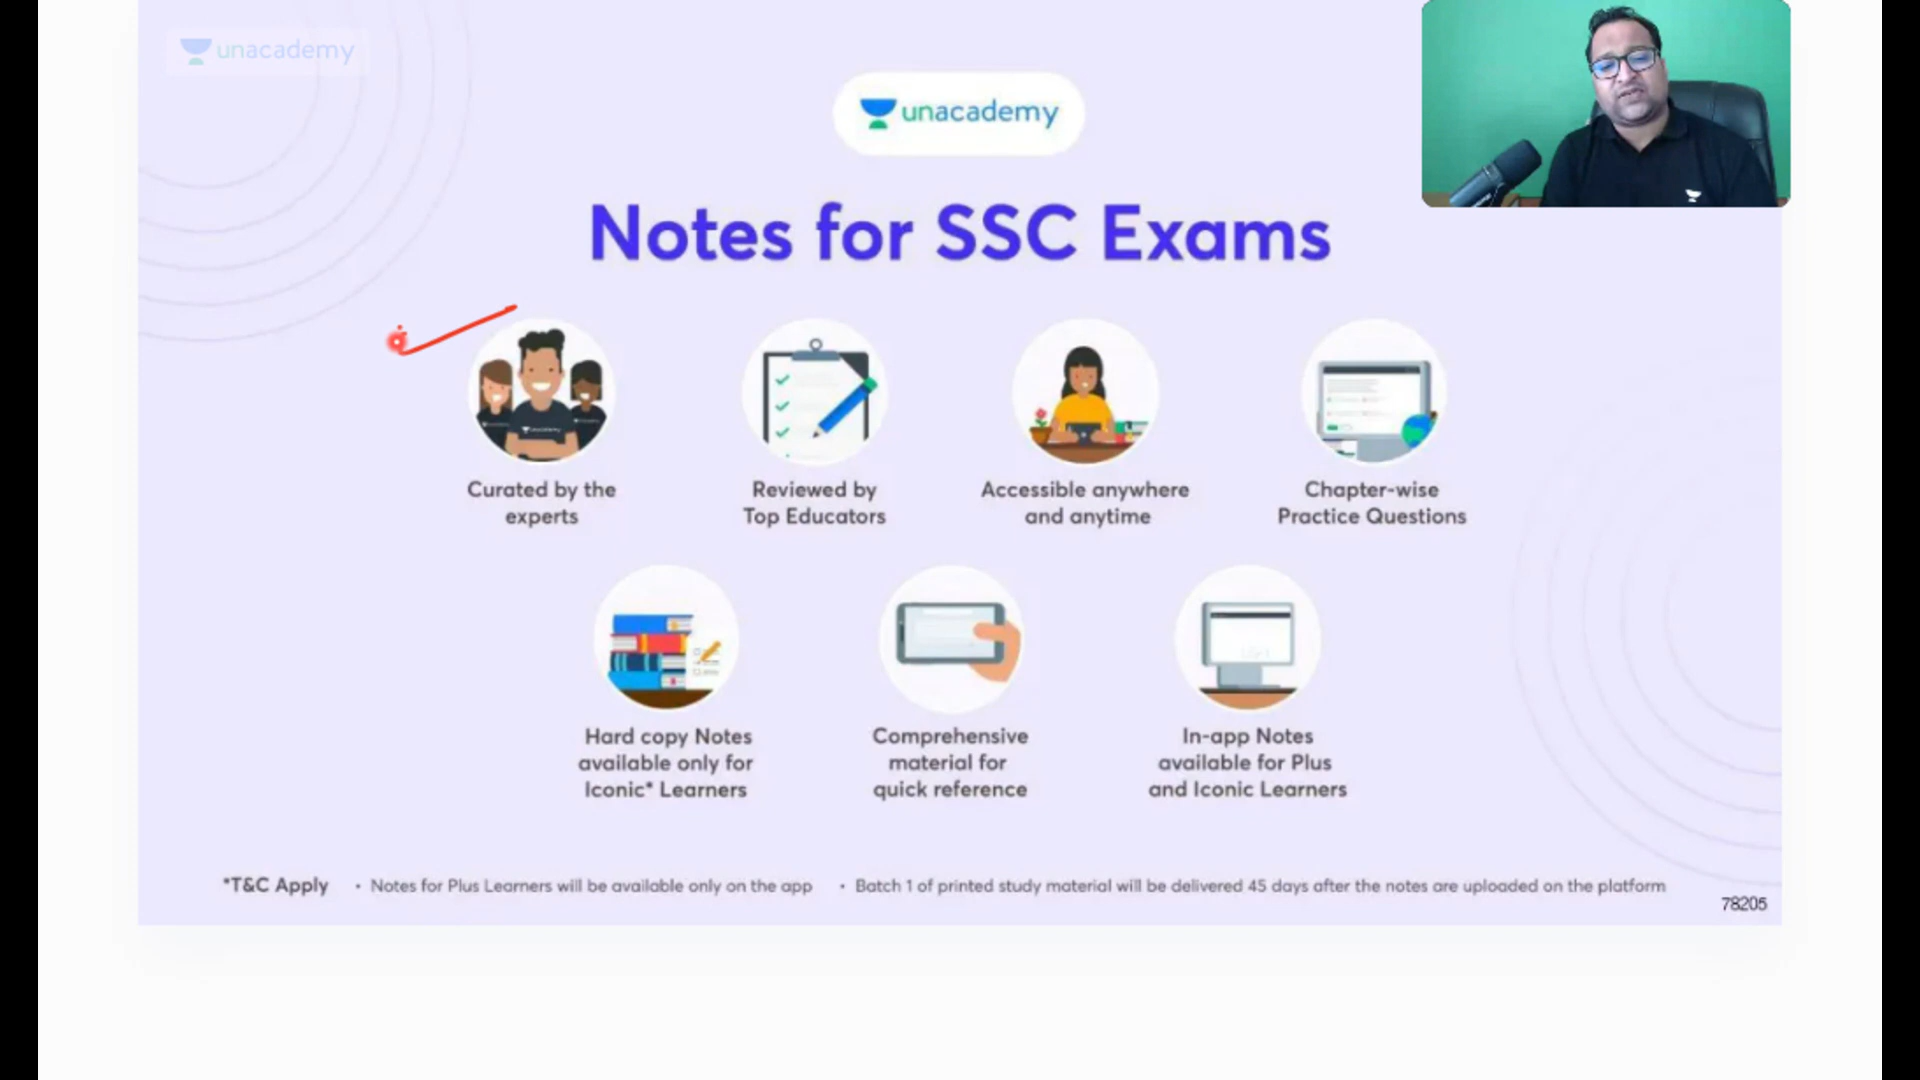 unacademy
unacademy
Notes for SSC Exams
Curated by the
experts
Reviewed by
Top Educators
Accessible anywhere
and anytime
Chapter-wise
Practice Questions
Hard copy Notes
available only for
Iconic* Learners
Comprehensive
material for
quick reference
In-app Notes
available for Plus
and Iconic Learners
*T&C Apply • Notes for Plus Learners will be available only on the app • Batch 1 of printed study material will be delivered 45 days after the notes are uploaded on the platform
78205